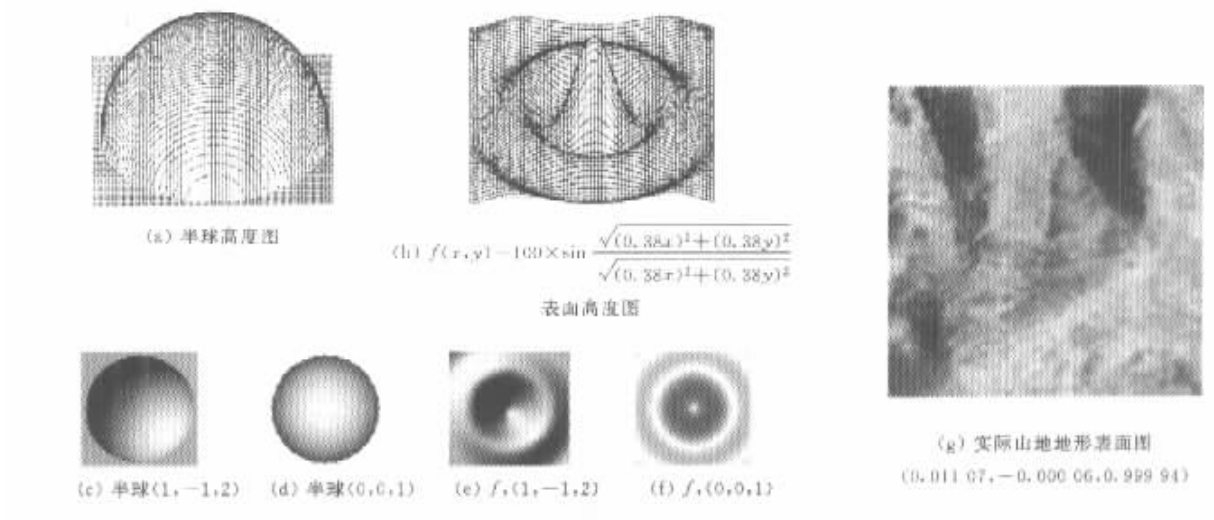 (a) 半球高度图
(h) f(x,y)－100×sin √(0.38x)²+(0.38y)² / √(0.38x)²+(0.38y)²
表面高度图
(c) 半球(1,－1,2)
(d) 半球(0,0,1)
(e) f,(1,－1,2)
(f) f,(0,0,1)
(g) 实际山地地形表面图
(0.011 07,－0.000 06,0.999 94)